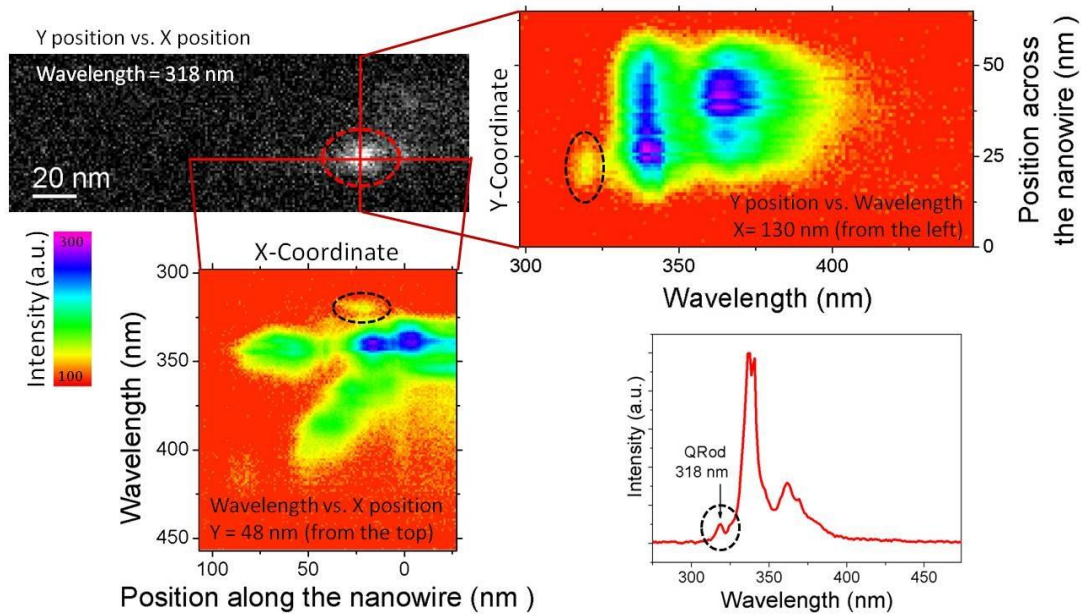 Y position vs. X position
Wavelength = 318 nm
20 nm
Y-Coordinate
50
25
0
Position across
the nanowire (nm)
Y position vs. Wavelength
X= 130 nm (from the left)
300
350
400
Wavelength (nm)
Intensity (a.u.)
300
100
X-Coordinate
300
350
400
450
Wavelength (nm)
Wavelength vs. X position
Y = 48 nm (from the top)
100
50
0
Position along the nanowire (nm )
Intensity (a.u.)
QRod
318 nm
300
350
400
450
Wavelength (nm)